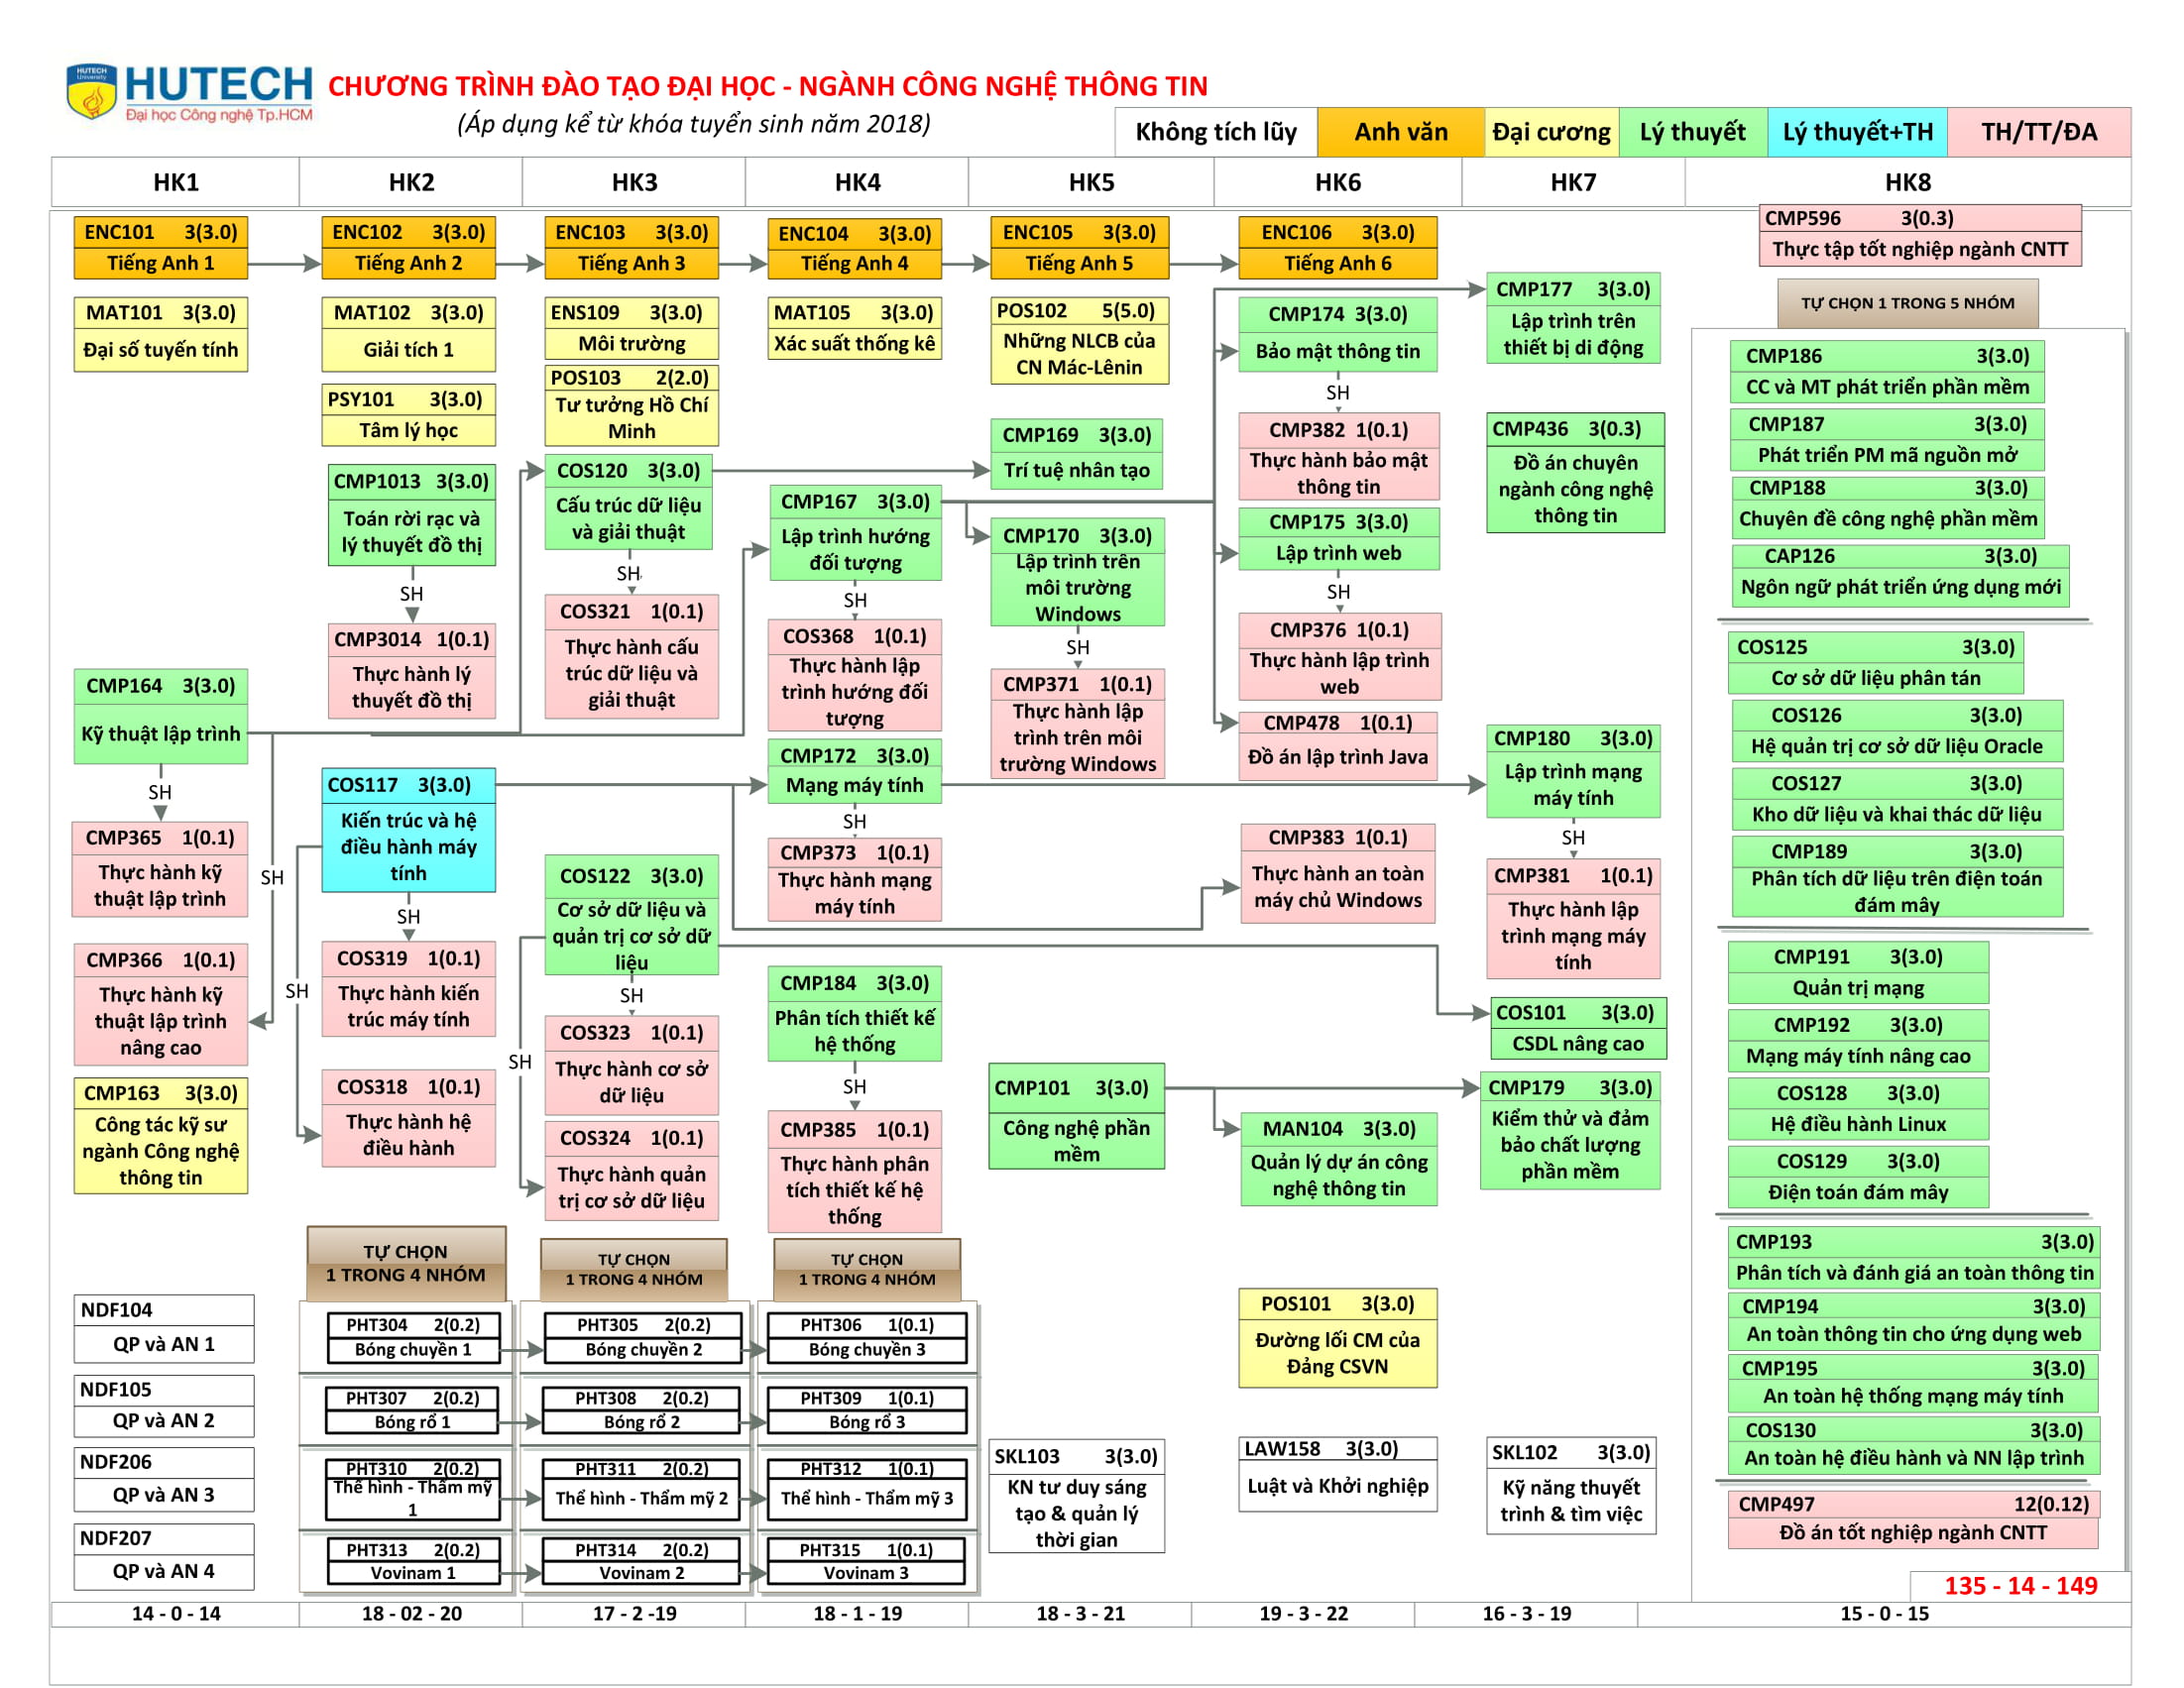 HUTECH
University
HUTECH
Đại học Công nghệ Tp.HCM
CHƯƠNG TRÌNH ĐÀO TẠO ĐẠI HỌC - NGÀNH CÔNG NGHỆ THÔNG TIN
(Áp dụng kể từ khóa tuyển sinh năm 2018)
Không tích lũy
Anh văn
Đại cương
Lý thuyết
Lý thuyết+TH
TH/TT/ĐA
HK1
HK2
HK3
HK4
HK5
HK6
HK7
HK8
ENC101 3(3.0)
Tiếng Anh 1
MAT101 3(3.0)
Đại số tuyến tính
CMP164 3(3.0)
Kỹ thuật lập trình
SH
CMP365 1(0.1)
Thực hành kỹ
thuật lập trình
SH
CMP366 1(0.1)
Thực hành kỹ
thuật lập trình
nâng cao
CMP163 3(3.0)
Công tác kỹ sư
ngành Công nghệ
thông tin
NDF104
QP và AN 1
NDF105
QP và AN 2
NDF206
QP và AN 3
NDF207
QP và AN 4
14 - 0 - 14
ENC102 3(3.0)
Tiếng Anh 2
MAT102 3(3.0)
Giải tích 1
PSY101 3(3.0)
Tâm lý học
CMP1013 3(3.0)
Toán rời rạc và
lý thuyết đồ thị
SH
CMP3014 1(0.1)
Thực hành lý
thuyết đồ thị
COS117 3(3.0)
Kiến trúc và hệ
điều hành máy
tính
SH
COS319 1(0.1)
Thực hành kiến
trúc máy tính
SH
COS318 1(0.1)
Thực hành hệ
điều hành
TỰ CHỌN
1 TRONG 4 NHÓM
PHT304 2(0.2)
Bóng chuyền 1
PHT307 2(0.2)
Bóng rổ 1
PHT310 2(0.2)
Thể hình - Thẩm mỹ
1
PHT313 2(0.2)
Vovinam 1
18 - 02 - 20
ENC103 3(3.0)
Tiếng Anh 3
ENS109 3(3.0)
Môi trường
POS103 2(2.0)
Tư tưởng Hồ Chí
Minh
COS120 3(3.0)
Cấu trúc dữ liệu
và giải thuật
SH
COS321 1(0.1)
Thực hành cấu
trúc dữ liệu và
giải thuật
COS122 3(3.0)
Cơ sở dữ liệu và
quản trị cơ sở dữ
liệu
SH
COS323 1(0.1)
Thực hành cơ sở
dữ liệu
SH
COS324 1(0.1)
Thực hành quản
trị cơ sở dữ liệu
TỰ CHỌN
1 TRONG 4 NHÓM
PHT305 2(0.2)
Bóng chuyền 2
PHT308 2(0.2)
Bóng rổ 2
PHT311 2(0.2)
Thể hình - Thẩm mỹ 2
PHT314 2(0.2)
Vovinam 2
17 - 2 -19
ENC104 3(3.0)
Tiếng Anh 4
MAT105 3(3.0)
Xác suất thống kê
CMP167 3(3.0)
Lập trình hướng
đối tượng
SH
COS368 1(0.1)
Thực hành lập
trình hướng đối
tượng
CMP172 3(3.0)
Mạng máy tính
SH
CMP373 1(0.1)
Thực hành mạng
máy tính
CMP184 3(3.0)
Phân tích thiết kế
hệ thống
SH
CMP385 1(0.1)
Thực hành phân
tích thiết kế hệ
thống
TỰ CHỌN
1 TRONG 4 NHÓM
PHT306 1(0.1)
Bóng chuyền 3
PHT309 1(0.1)
Bóng rổ 3
PHT312 1(0.1)
Thể hình - Thẩm mỹ 3
PHT315 1(0.1)
Vovinam 3
18 - 1 - 19
ENC105 3(3.0)
Tiếng Anh 5
POS102 5(5.0)
Những NLCB của
CN Mác-Lênin
CMP169 3(3.0)
Trí tuệ nhân tạo
CMP170 3(3.0)
Lập trình trên
môi trường
Windows
SH
CMP371 1(0.1)
Thực hành lập
trình trên môi
trường Windows
CMP101 3(3.0)
Công nghệ phần
mềm
SKL103 3(3.0)
KN tư duy sáng
tạo & quản lý
thời gian
18 - 3 - 21
ENC106 3(3.0)
Tiếng Anh 6
CMP174 3(3.0)
Bảo mật thông tin
SH
CMP382 1(0.1)
Thực hành bảo mật
thông tin
CMP175 3(3.0)
Lập trình web
SH
CMP376 1(0.1)
Thực hành lập trình
web
CMP478 1(0.1)
Đồ án lập trình Java
CMP383 1(0.1)
Thực hành an toàn
máy chủ Windows
MAN104 3(3.0)
Quản lý dự án công
nghệ thông tin
POS101 3(3.0)
Đường lối CM của
Đảng CSVN
LAW158 3(3.0)
Luật và Khởi nghiệp
19 - 3 - 22
CMP177 3(3.0)
Lập trình trên
thiết bị di động
CMP436 3(0.3)
Đồ án chuyên
ngành công nghệ
thông tin
CMP180 3(3.0)
Lập trình mạng
máy tính
SH
CMP381 1(0.1)
Thực hành lập
trình mạng máy
tính
COS101 3(3.0)
CSDL nâng cao
CMP179 3(3.0)
Kiểm thử và đảm
bảo chất lượng
phần mềm
SKL102 3(3.0)
Kỹ năng thuyết
trình & tìm việc
16 - 3 - 19
CMP596 3(0.3)
Thực tập tốt nghiệp ngành CNTT
TỰ CHỌN 1 TRONG 5 NHÓM
CMP186 3(3.0)
CC và MT phát triển phần mềm
CMP187 3(3.0)
Phát triển PM mã nguồn mở
CMP188 3(3.0)
Chuyên đề công nghệ phần mềm
CAP126 3(3.0)
Ngôn ngữ phát triển ứng dụng mới
COS125 3(3.0)
Cơ sở dữ liệu phân tán
COS126 3(3.0)
Hệ quản trị cơ sở dữ liệu Oracle
COS127 3(3.0)
Kho dữ liệu và khai thác dữ liệu
CMP189 3(3.0)
Phân tích dữ liệu trên điện toán
đám mây
CMP191 3(3.0)
Quản trị mạng
CMP192 3(3.0)
Mạng máy tính nâng cao
COS128 3(3.0)
Hệ điều hành Linux
COS129 3(3.0)
Điện toán đám mây
CMP193 3(3.0)
Phân tích và đánh giá an toàn thông tin
CMP194 3(3.0)
An toàn thông tin cho ứng dụng web
CMP195 3(3.0)
An toàn hệ thống mạng máy tính
COS130 3(3.0)
An toàn hệ điều hành và NN lập trình
CMP497 12(0.12)
Đồ án tốt nghiệp ngành CNTT
135 - 14 - 149
15 - 0 - 15